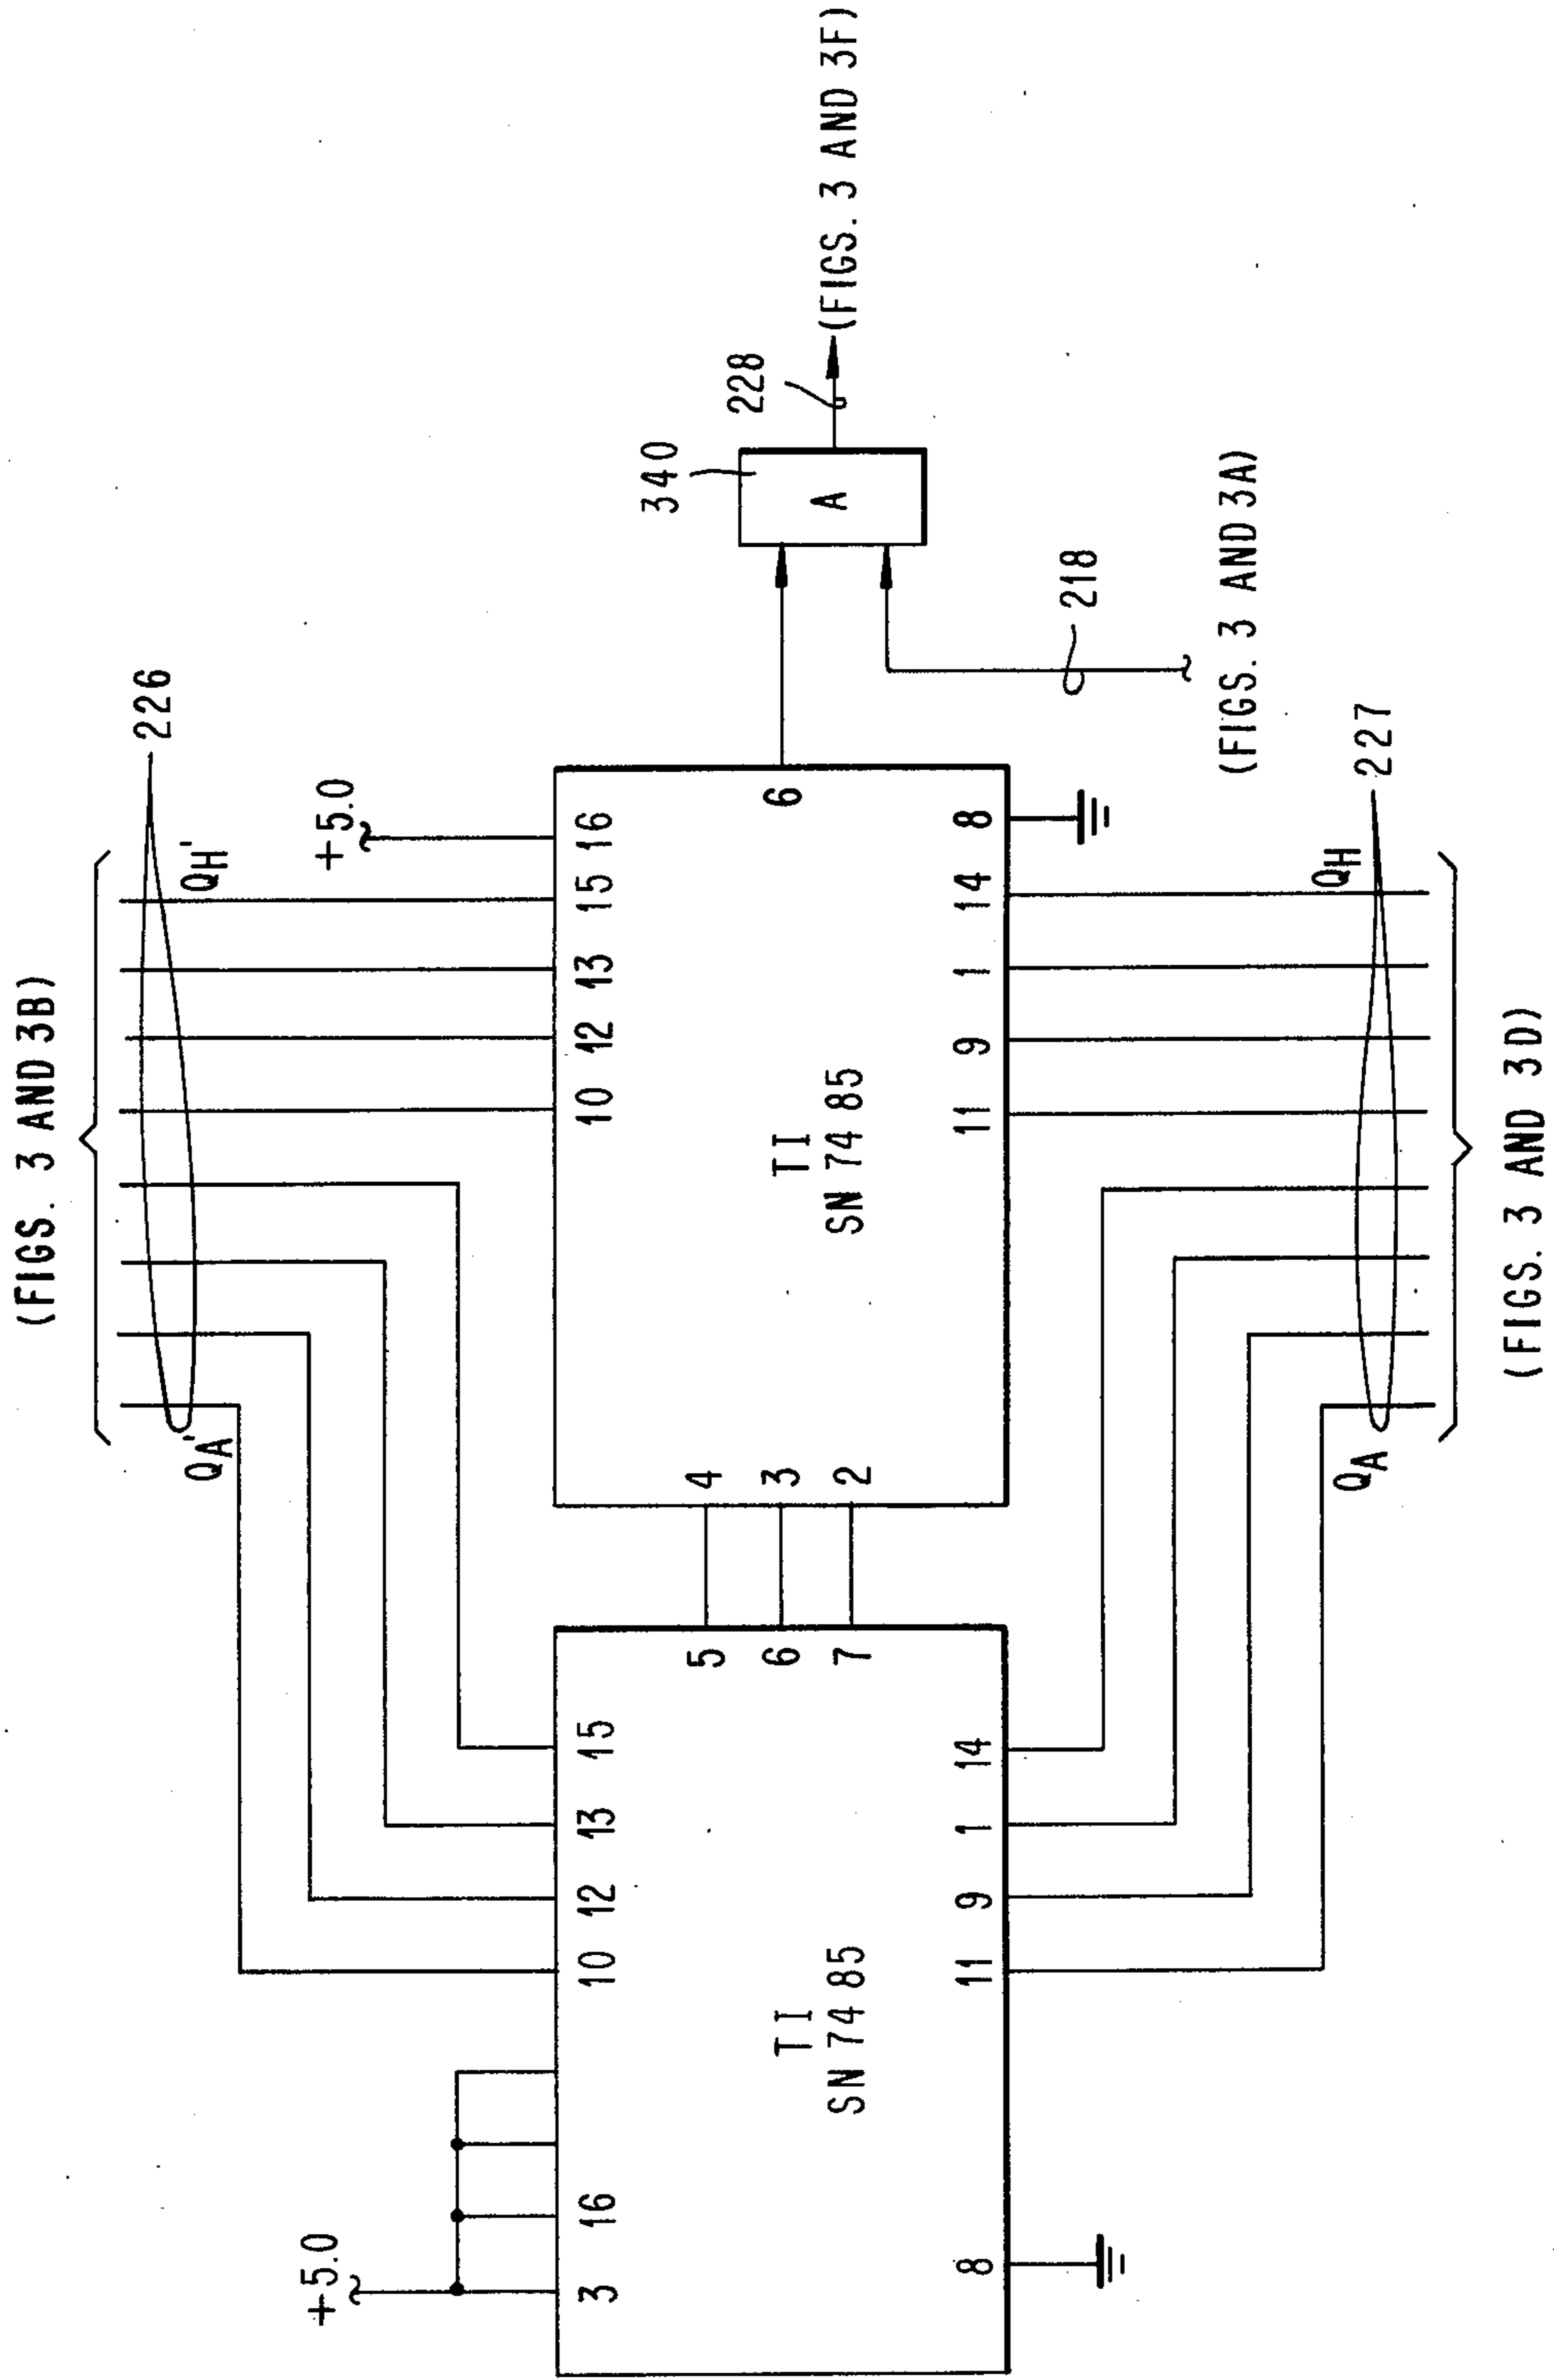 (FIGS. 3 AND 3B)
226
QA'
QH'
+5.0
+5.0
3
16
10
12
13
15
10
12
13
15
16
TI
SN 74 85
5
6
7
4
3
2
TI
SN 74 85
6
340
A
228
(FIGS. 3 AND 3F)
8
11
9
1
14
11
9
1
14
8
218
(FIGS. 3 AND 3A)
QA
QH
227
(FIGS. 3 AND 3D)